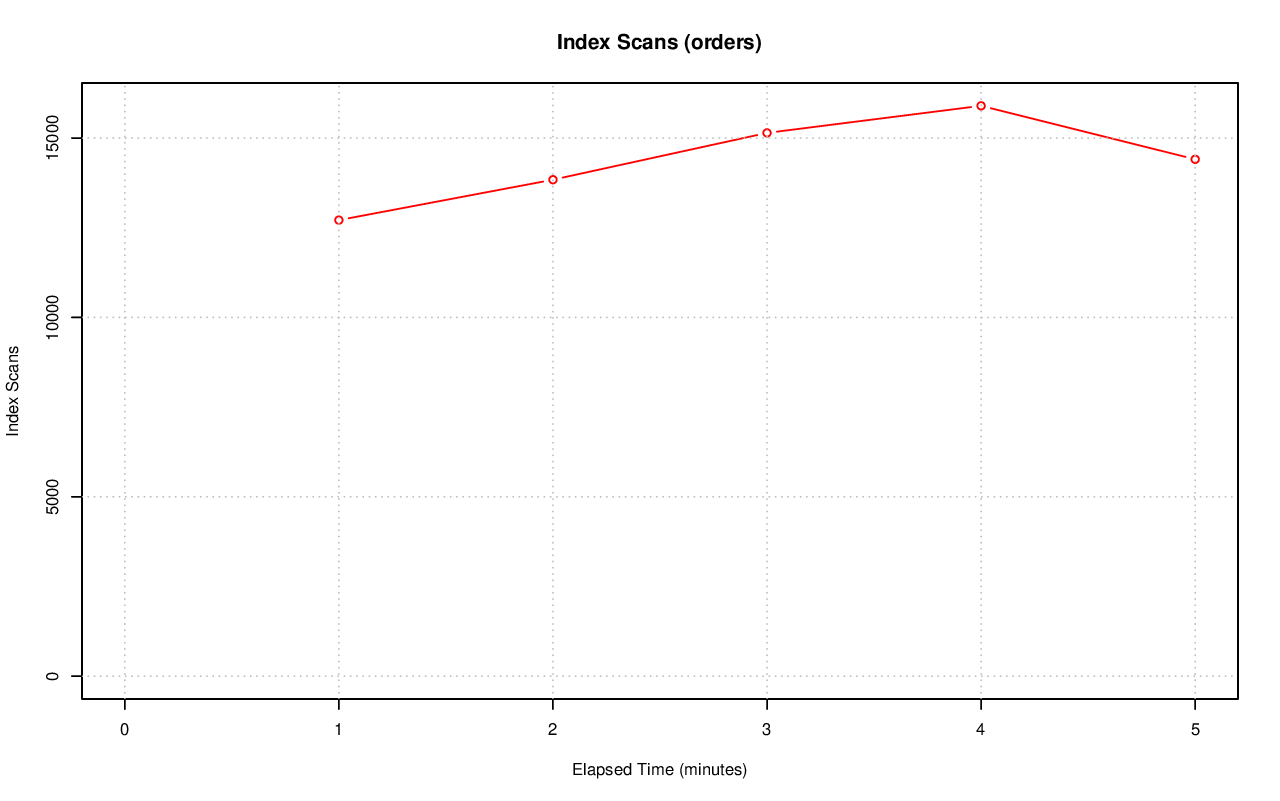 Index Scans (orders)
Index Scans
15000
10000
5000
0
0 1 2 3 4 5
Elapsed Time (minutes)